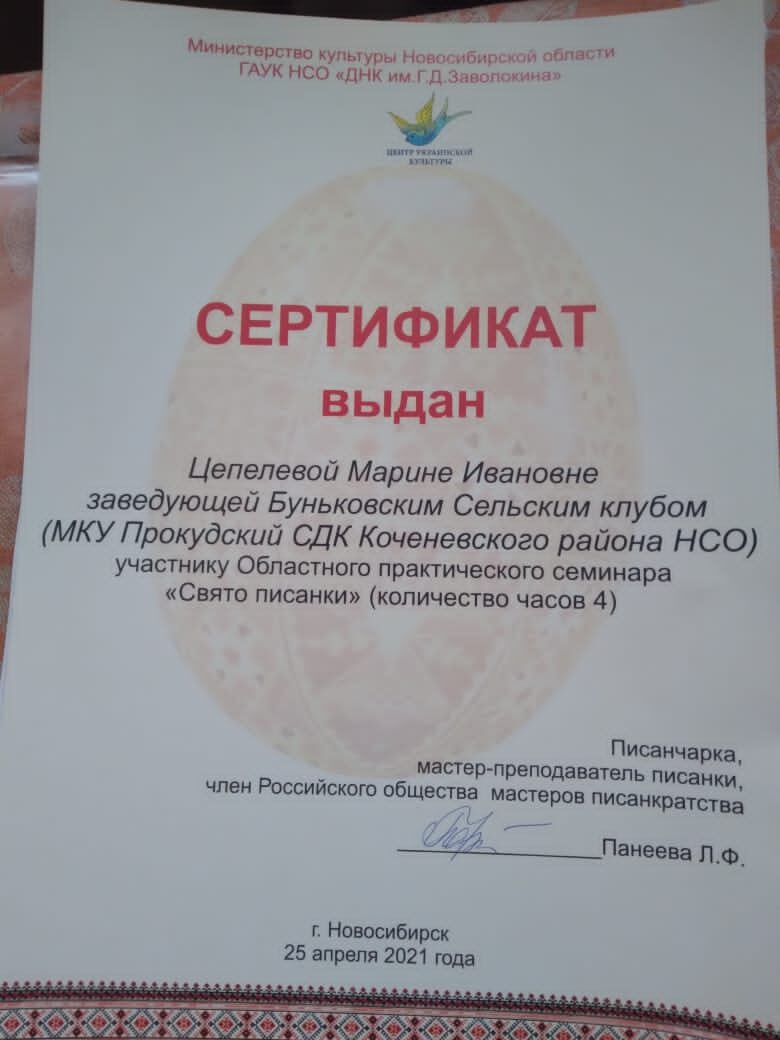 Министерство культуры Новосибирской области
ГАУК НСО «ДНК им.Г.Д.Заволокина»
ЦЕНТР УКРАИНСКОЙ
КУЛЬТУРЫ
СЕРТИФИКАТ
выдан
Цепелевой Марине Ивановне
заведующей Буньковским Сельским клубом
(МКУ Прокудский СДК Коченевского района НСО)
участнику Областного практического семинара
«Свято писанки» (количество часов 4)
Писанчарка,
мастер-преподаватель писанки,
член Российского общества мастеров писанкратства
Панеева Л.Ф.
г. Новосибирск
25 апреля 2021 года